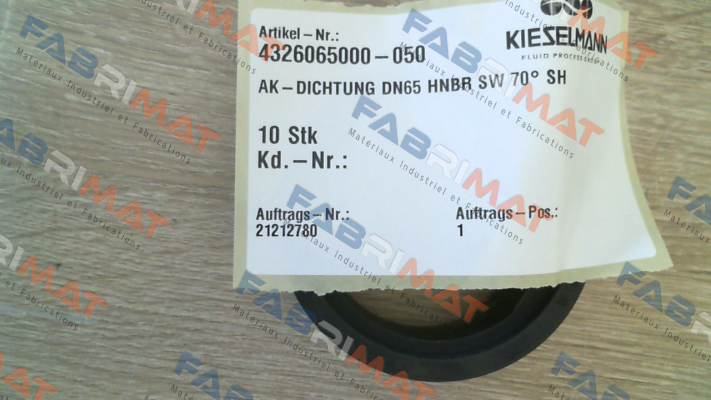 Artikel-Nr.:
4326065000-050
KIESELMANN
FLUID PROCESS
AK-DICHTUNG DN65 HNBR SW 70° SH
10 Stk
Kd.-Nr.:
Auftrags-Nr.:
21212780
Auftrags-Pos.:
1
FABRIMAT
Matériaux Industriel et Fabrications